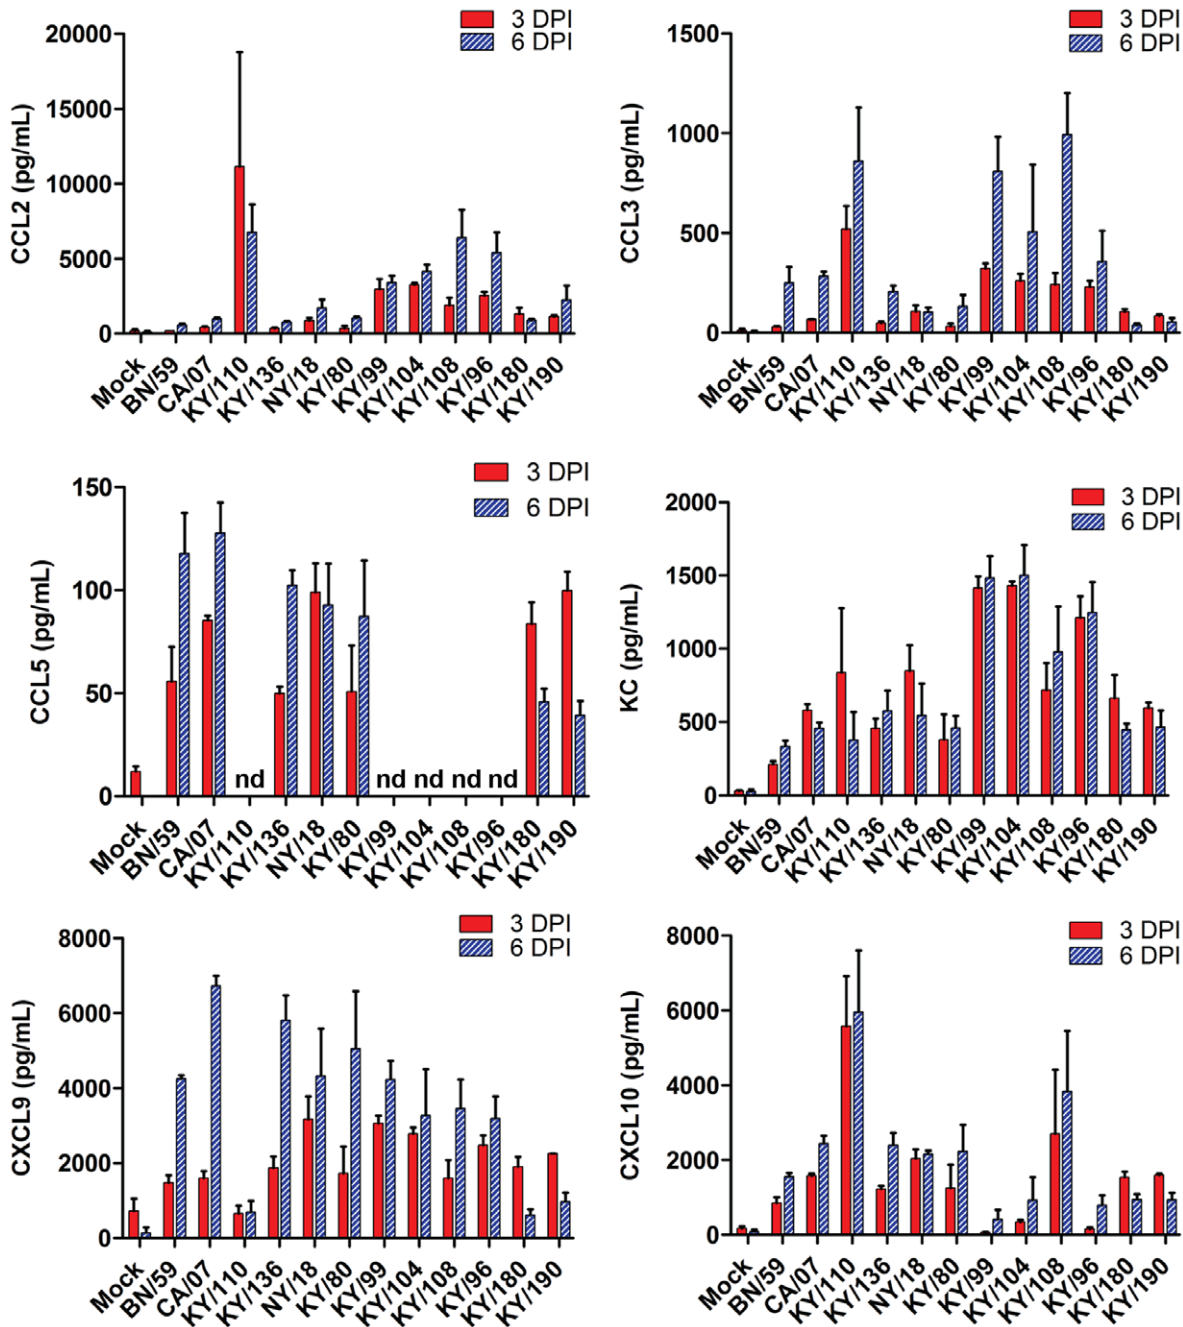 3 DPI
6 DPI
CCL2 (pg/mL)
20000
15000
10000
5000
0
Mock
BN/59
CA/07
KY/110
KY/136
NY/18
KY/80
KY/99
KY/104
KY/108
KY/96
KY/180
KY/190
3 DPI
6 DPI
CCL3 (pg/mL)
1500
1000
500
0
Mock
BN/59
CA/07
KY/110
KY/136
NY/18
KY/80
KY/99
KY/104
KY/108
KY/96
KY/180
KY/190
3 DPI
6 DPI
CCL5 (pg/mL)
150
100
50
0
nd
nd nd nd nd
Mock
BN/59
CA/07
KY/110
KY/136
NY/18
KY/80
KY/99
KY/104
KY/108
KY/96
KY/180
KY/190
3 DPI
6 DPI
KC (pg/mL)
2000
1500
1000
500
0
Mock
BN/59
CA/07
KY/110
KY/136
NY/18
KY/80
KY/99
KY/104
KY/108
KY/96
KY/180
KY/190
3 DPI
6 DPI
CXCL9 (pg/mL)
8000
6000
4000
2000
0
Mock
BN/59
CA/07
KY/110
KY/136
NY/18
KY/80
KY/99
KY/104
KY/108
KY/96
KY/180
KY/190
3 DPI
6 DPI
CXCL10 (pg/mL)
8000
6000
4000
2000
0
Mock
BN/59
CA/07
KY/110
KY/136
NY/18
KY/80
KY/99
KY/104
KY/108
KY/96
KY/180
KY/190